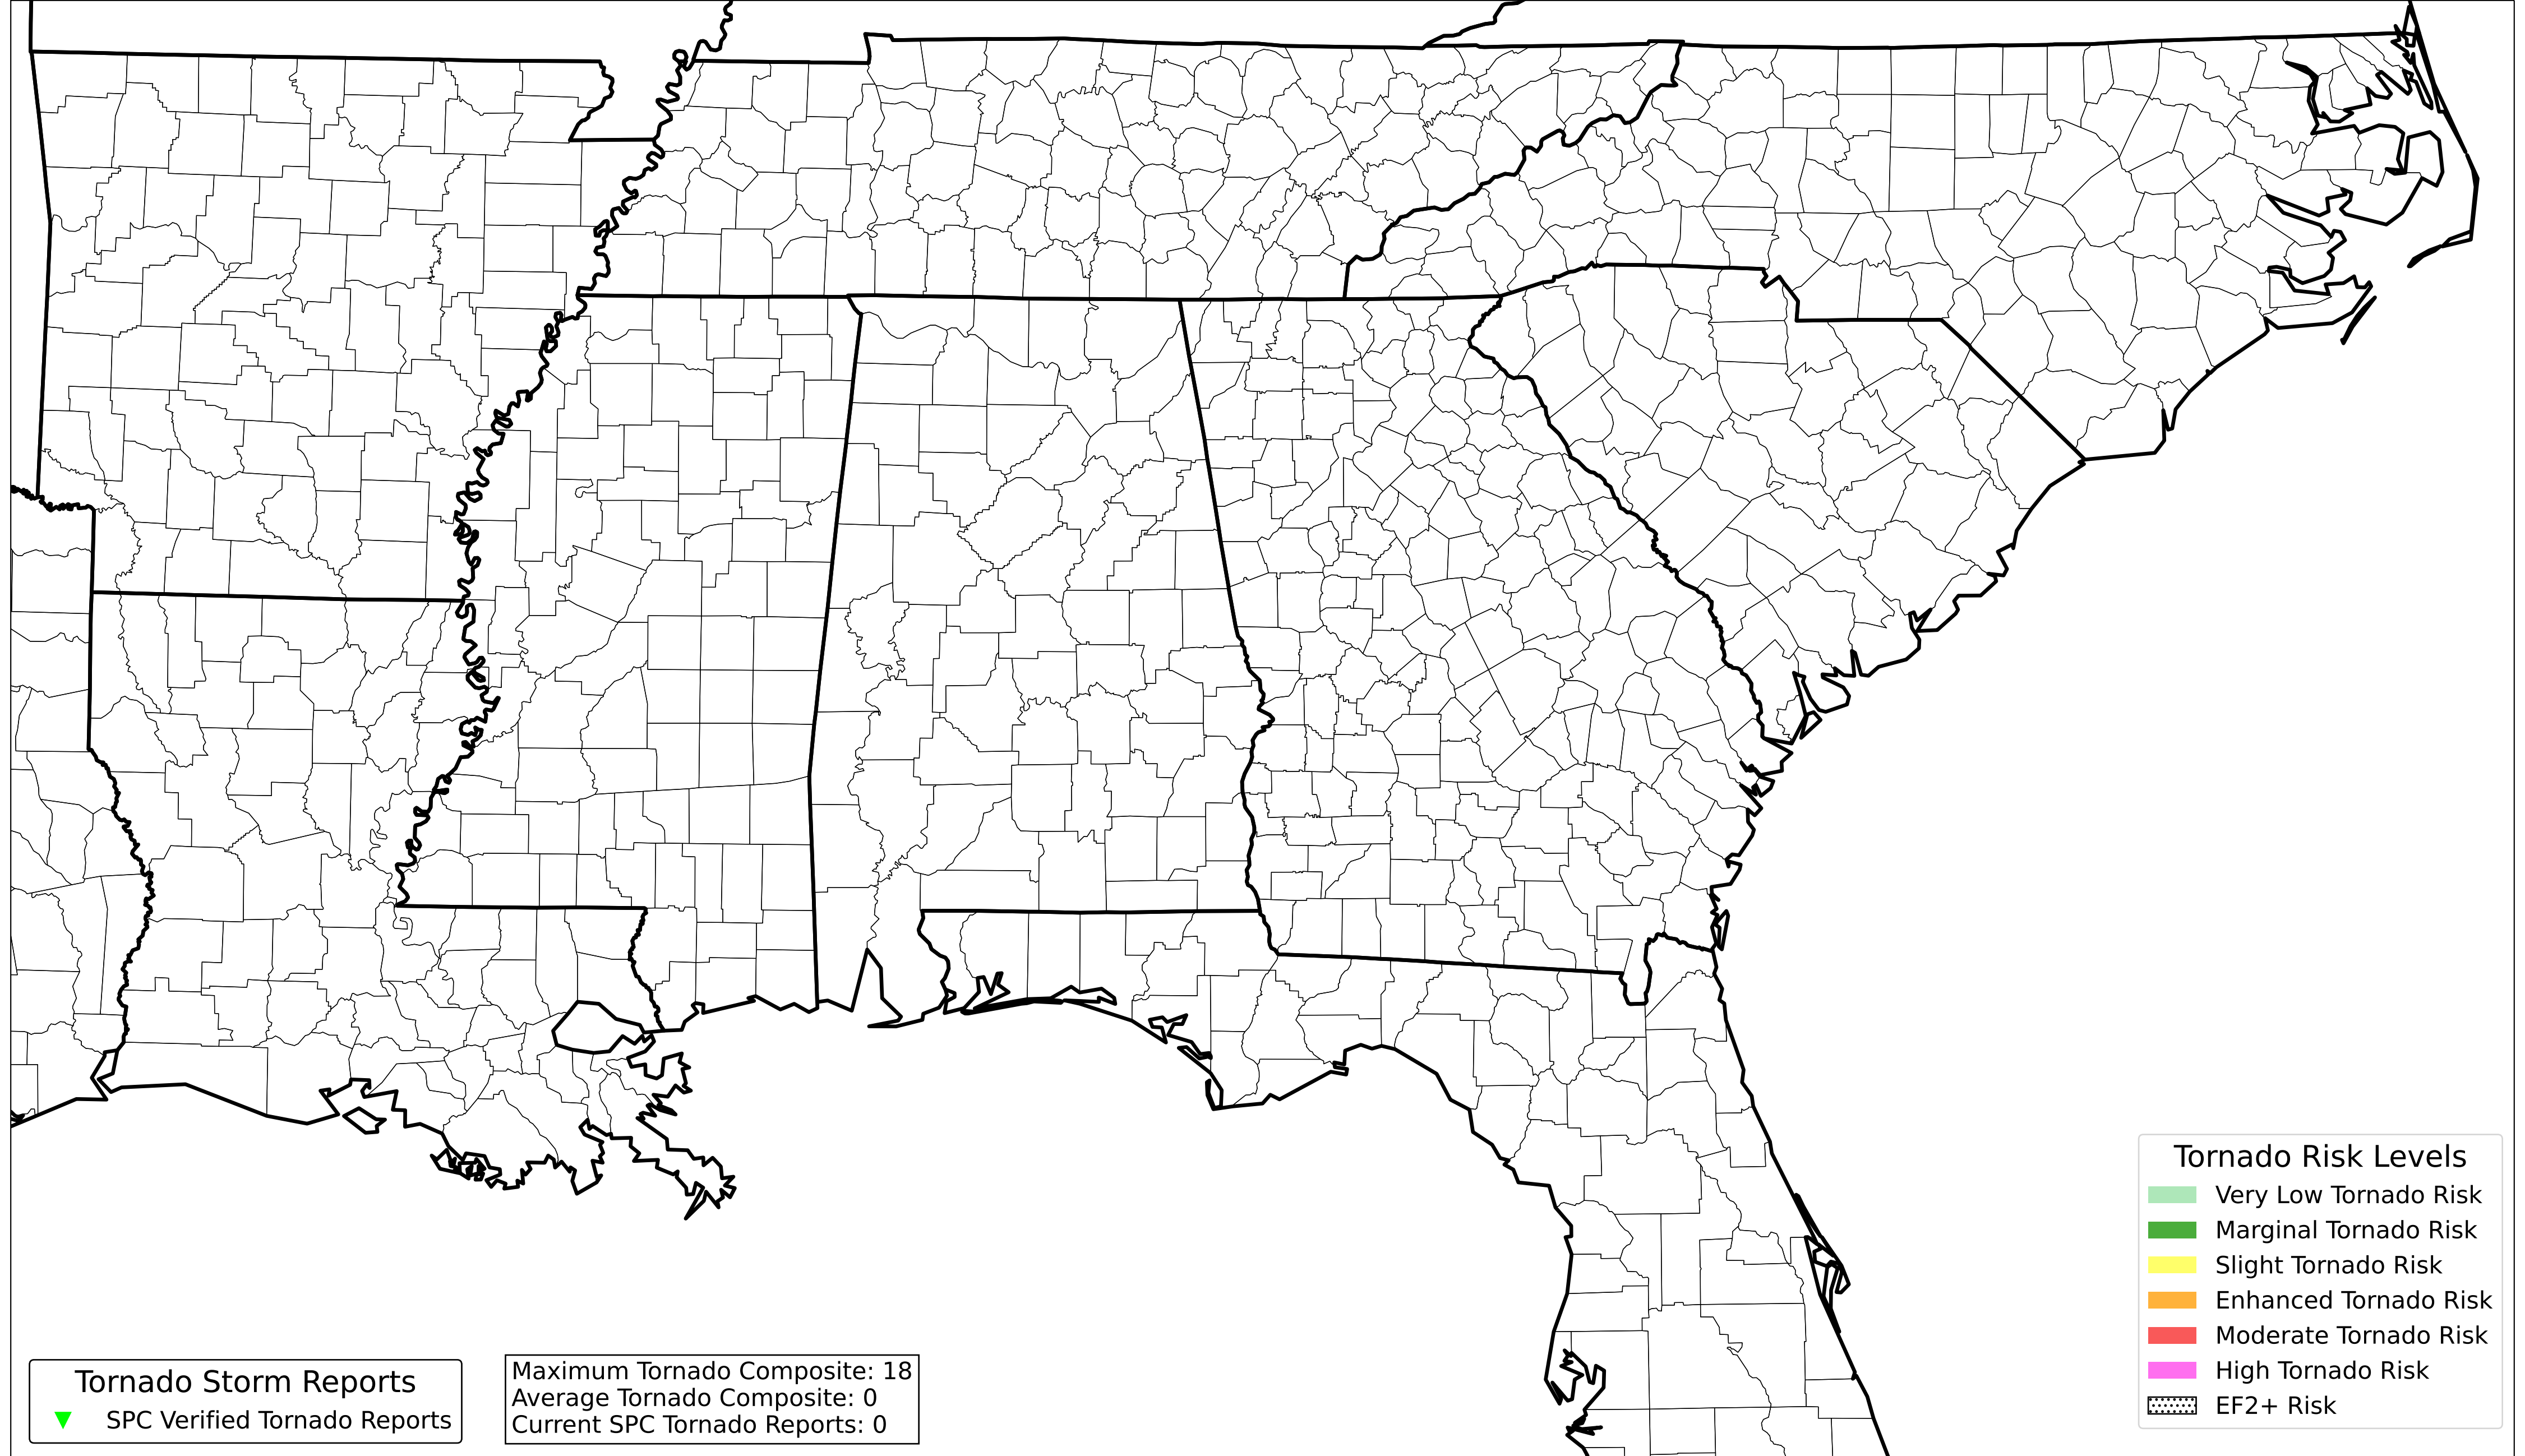 Tornado Risk Levels
Very Low Tornado Risk
Marginal Tornado Risk
Slight Tornado Risk
Enhanced Tornado Risk
Moderate Tornado Risk
High Tornado Risk
EF2+ Risk
Tornado Storm Reports
SPC Verified Tornado Reports
Maximum Tornado Composite: 18
Average Tornado Composite: 0
Current SPC Tornado Reports: 0